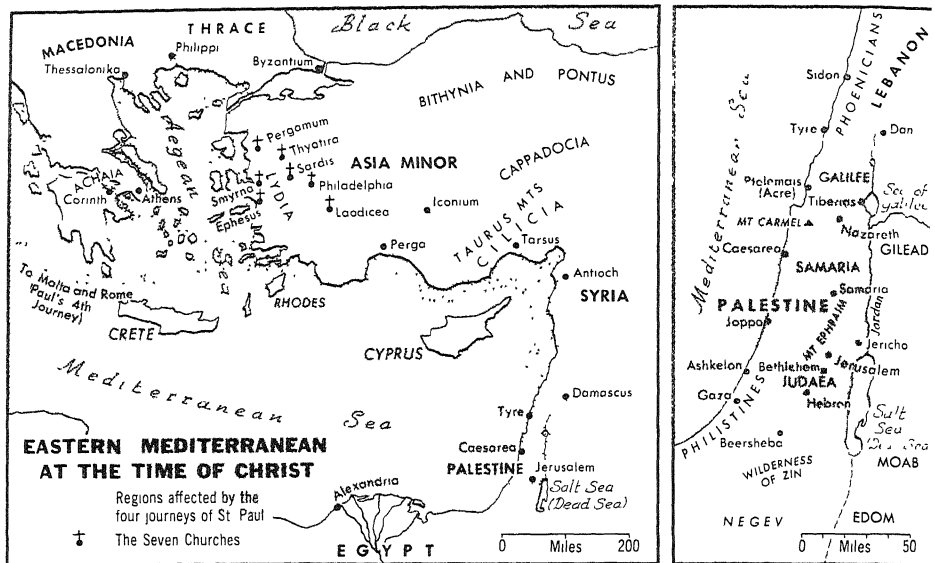 Black Sea
THRACE
MACEDONIA
Philippi
Thessalonika
Byzantium
BITHYNIA AND PONTUS
Aegean Sea
Pergamum
Thyatira
Sardis
ASIA MINOR
CAPPADOCIA
Philadelphia
ACHAIA
Corinth
Athens
Smyrna
LYDIA
Ephesus
Laodicea
Iconium
TAURUS MTS
CILICIA
Perga
Tarsus
Antioch
SYRIA
To Malta and Rome
(Paul's 4th
Journey)
RHODES
CRETE
CYPRUS
Mediterranean Sea
Damascus
Tyre
Caesarea
PALESTINE
Jerusalem
Salt Sea
(Dead Sea)
Alexandria
EGYPT
EASTERN MEDITERRANEAN
AT THE TIME OF CHRIST
Regions affected by the
four journeys of St Paul
The Seven Churches
0 Miles 200
Mediterranean Sea
PHOENICIANS
LEBANON
Sidon
Tyre
Dan
Ptolemais
(Acre)
GALILEE
Sea of
Galilee
Tiberias
MT CARMEL
Nazareth
GILEAD
Caesarea
SAMARIA
Samaria
PALESTINE
Joppa
MT EPHRAIM
Jordan
Jericho
Ashkelon
Bethlehem
Jerusalem
JUDAEA
Gaza
Hebron
PHILISTINES
Beersheba
Salt
Sea
(Dead Sea
MOAB
WILDERNESS
OF ZIN
NEGEV
EDOM
0 Miles 50